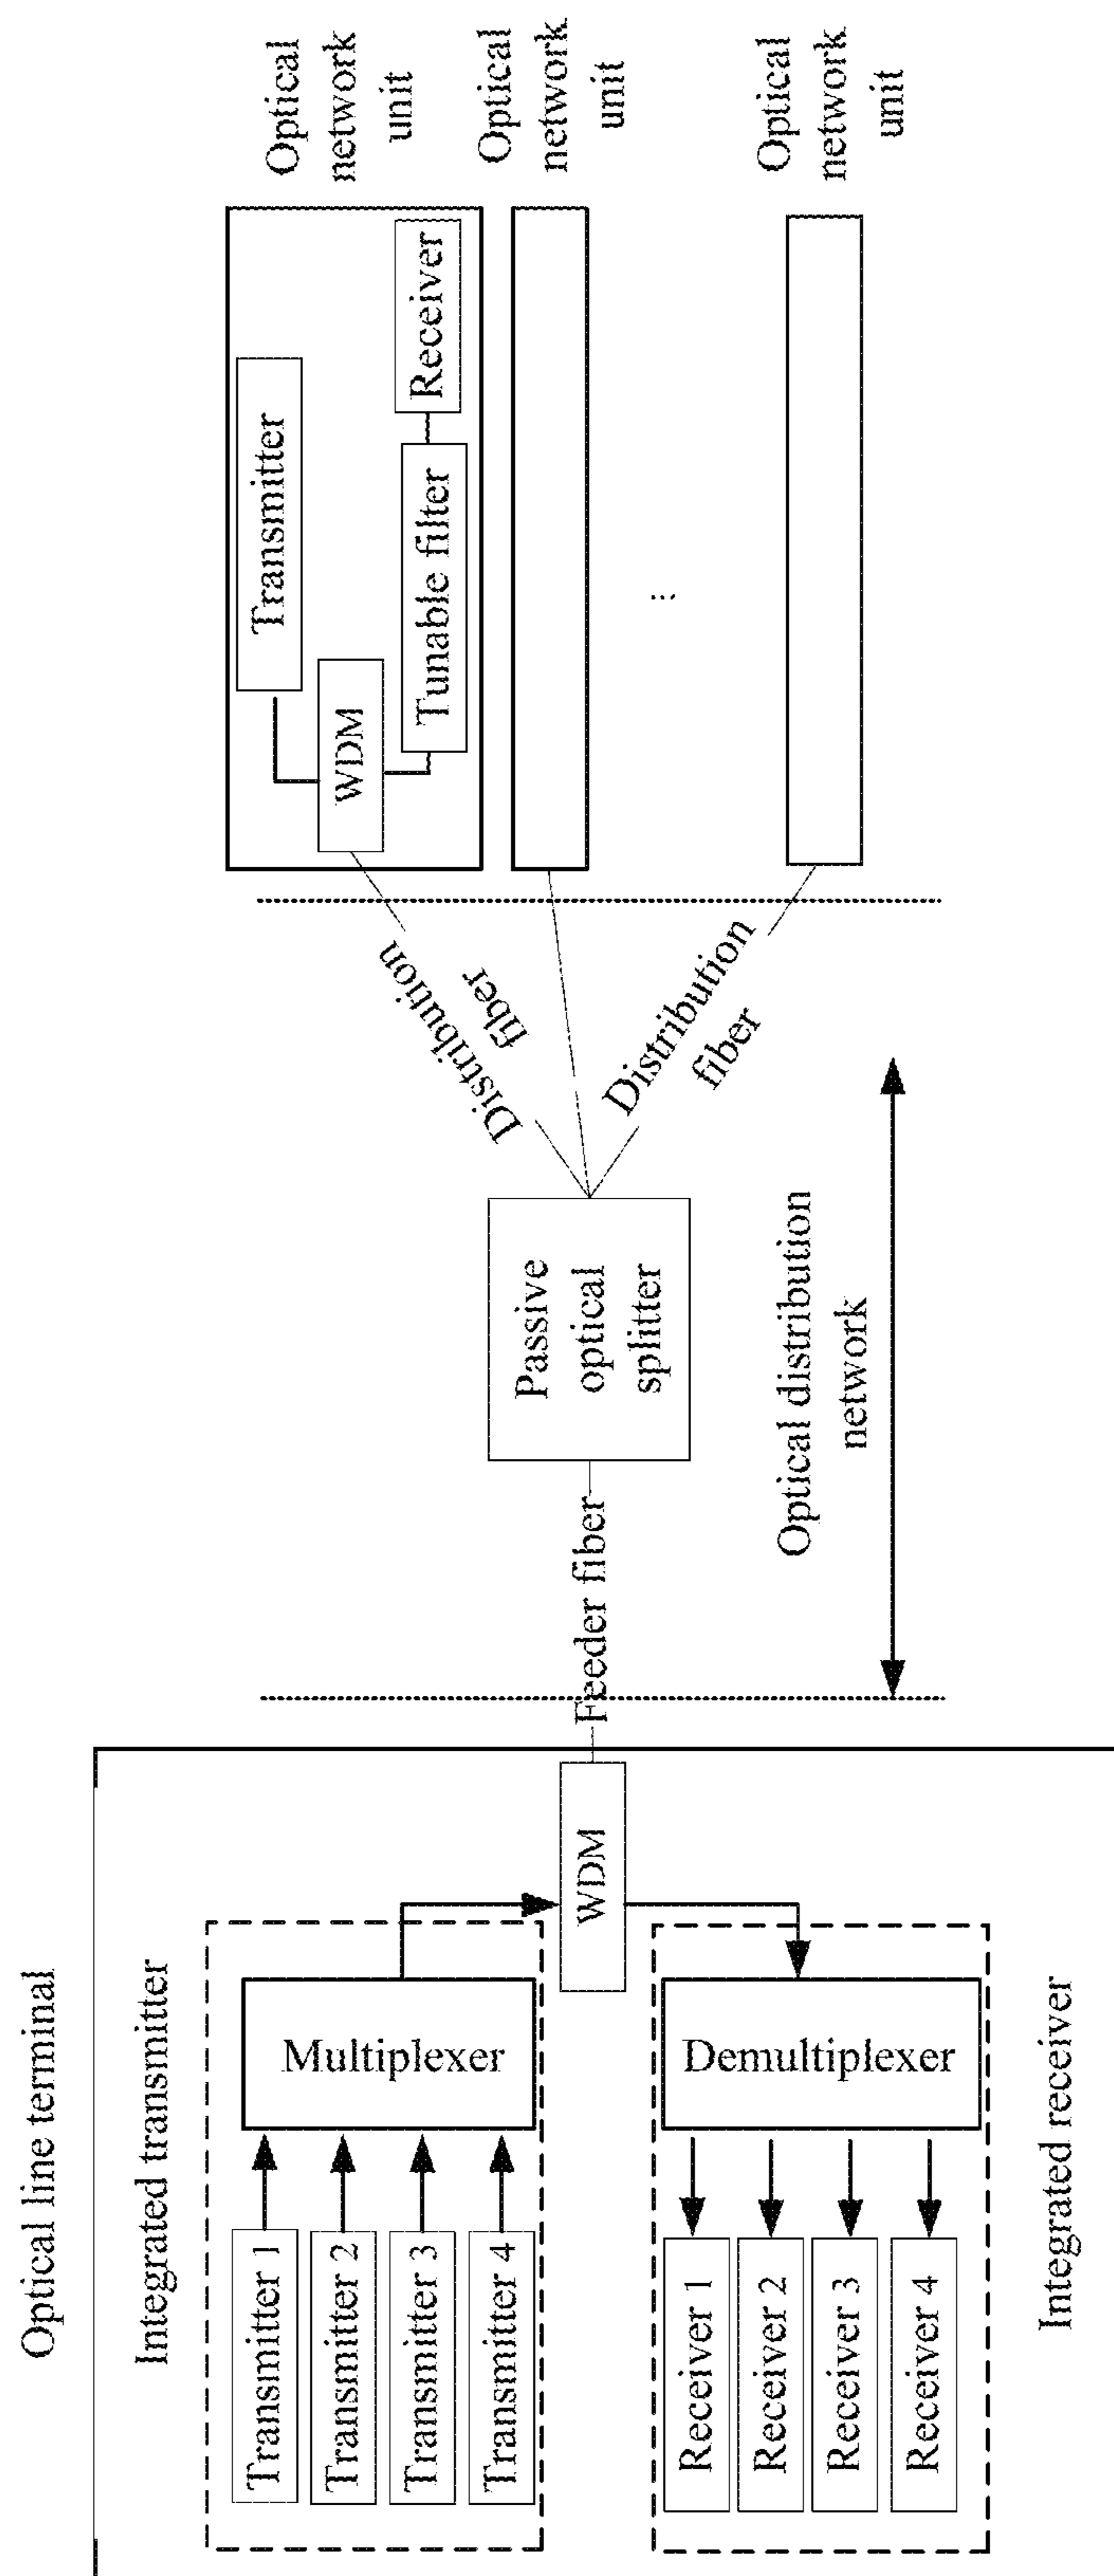 Optical line terminal
Integrated transmitter
Transmitter 1
Transmitter 2
Transmitter 3
Transmitter 4
Multiplexer
WDM
Demultiplexer
Receiver 1
Receiver 2
Receiver 3
Receiver 4
Integrated receiver
Feeder fiber
Passive
optical
splitter
Optical distribution
network
Distribution
fiber
Distribution
fiber
WDM
Transmitter
Tunable filter
Receiver
Optical
network
unit
Optical
network
unit
...
Optical
network
unit